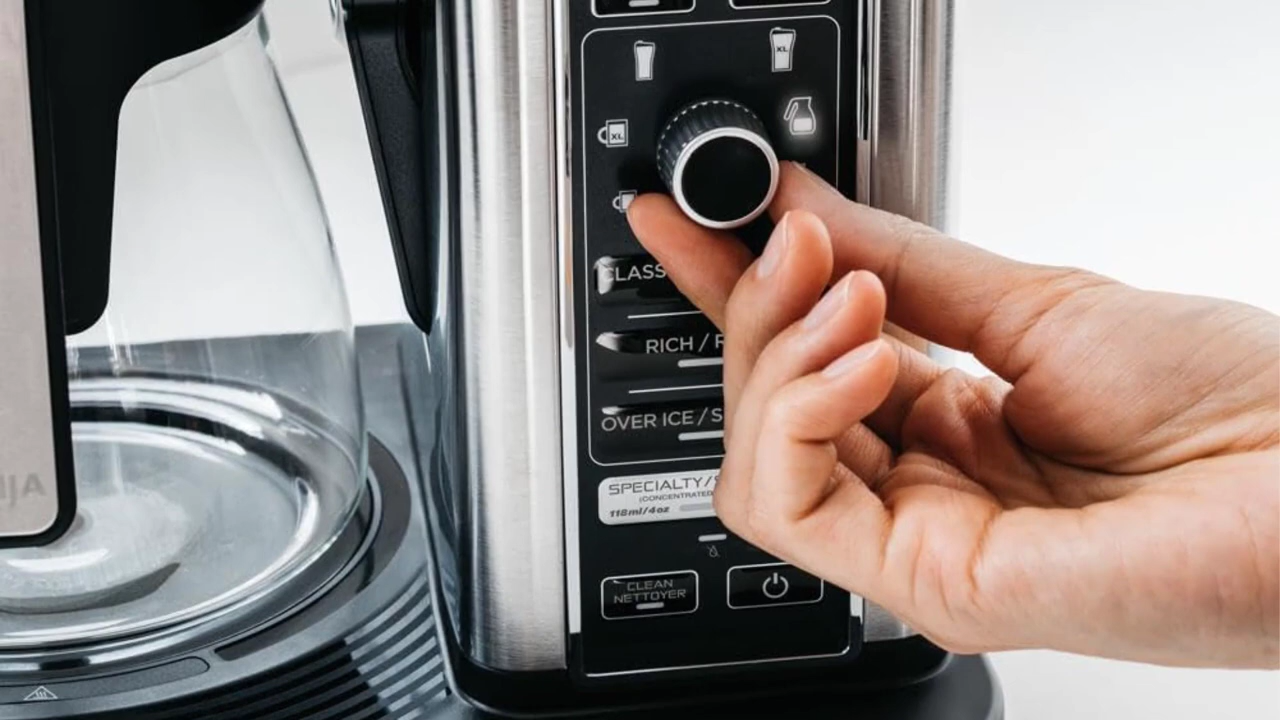 XL
XL
CLASS
RICH / R
OVER ICE / S
SPECIALTY/S
(CONCENTRATED
118ml/4oz
CLEAN
NETTOYER